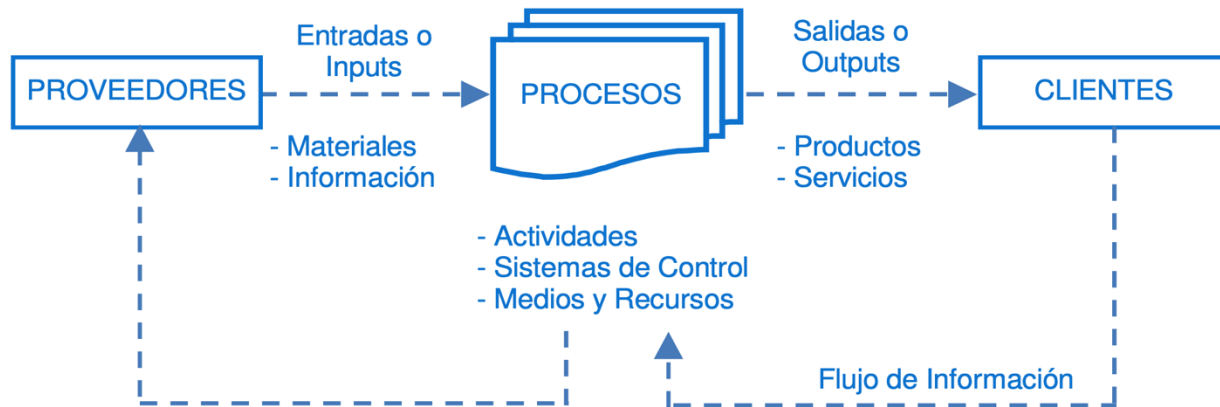 PROVEEDORES
Entradas o
Inputs
- Materiales
- Información
PROCESOS
- Actividades
- Sistemas de Control
- Medios y Recursos
Salidas o
Outputs
- Productos
- Servicios
CLIENTES
Flujo de Información